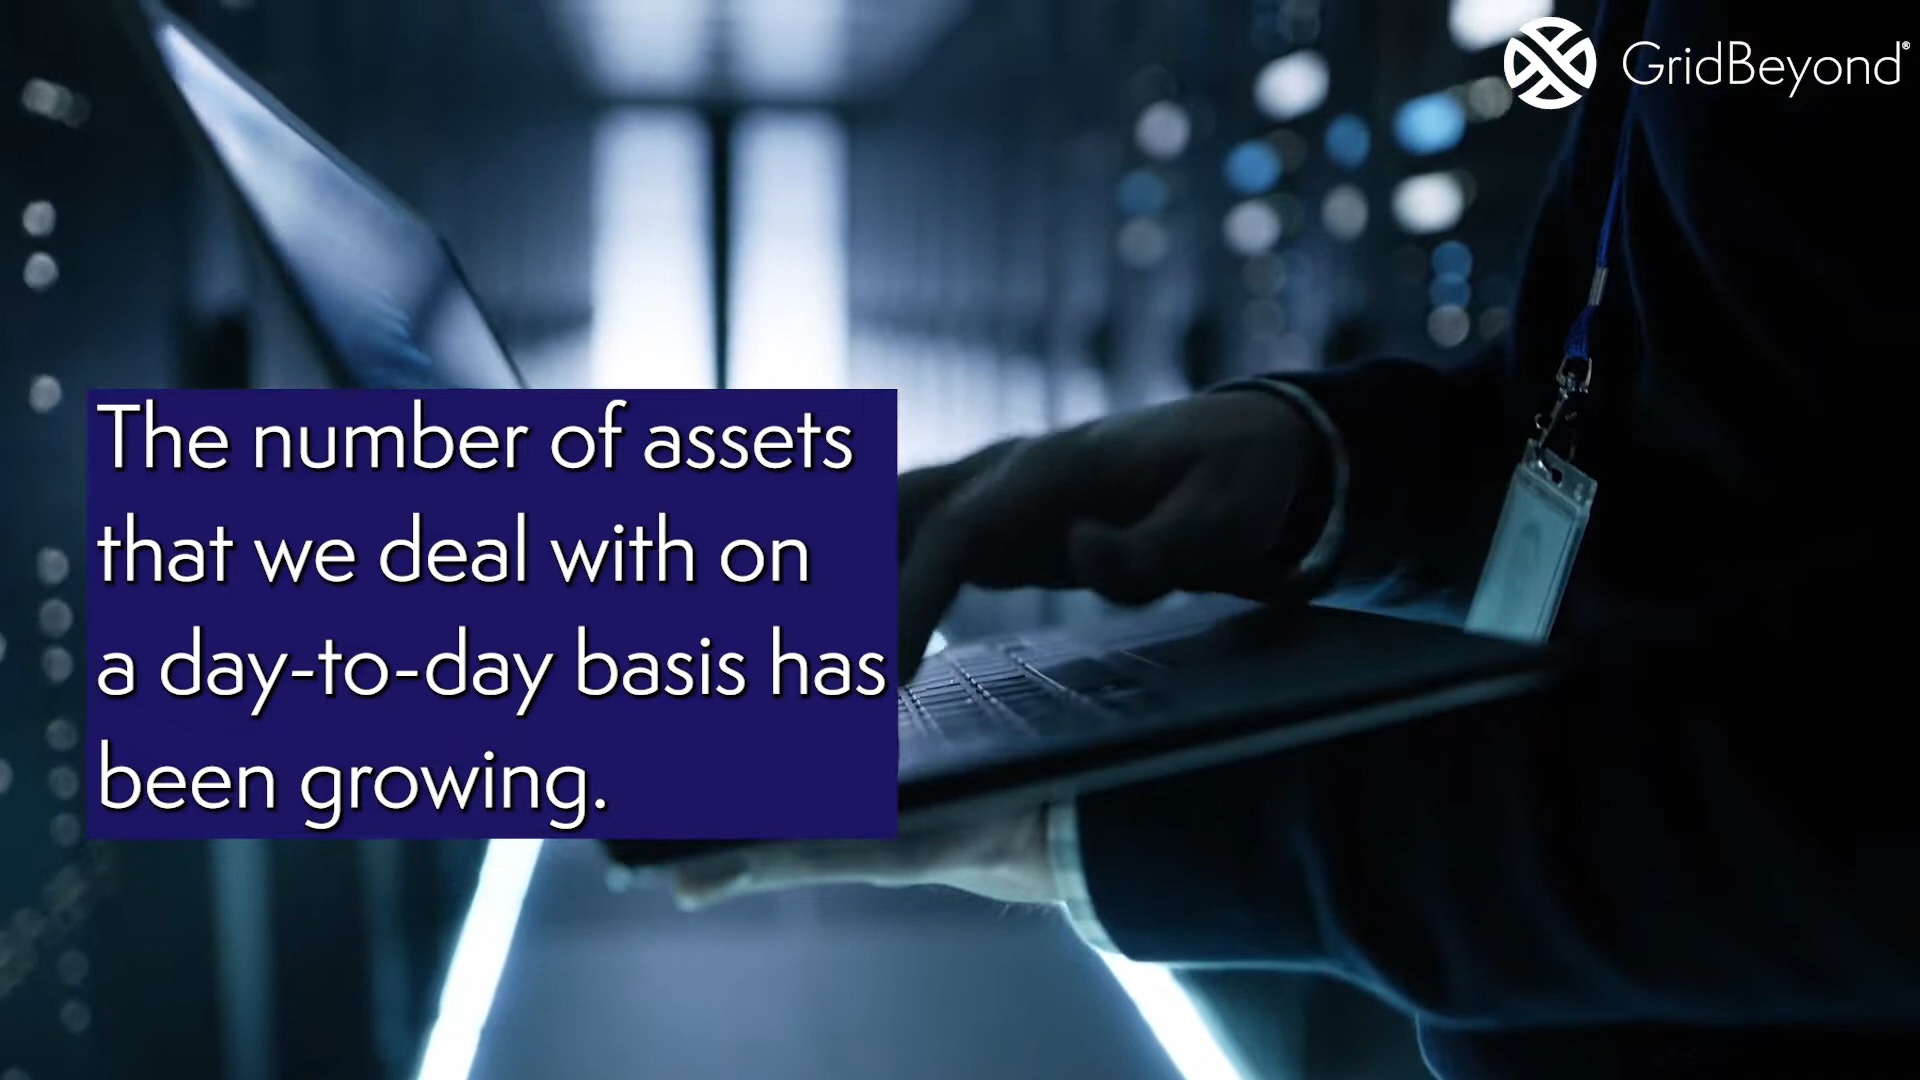 GridBeyond®
The number of assets
that we deal with on
a day-to-day basis has
been growing.